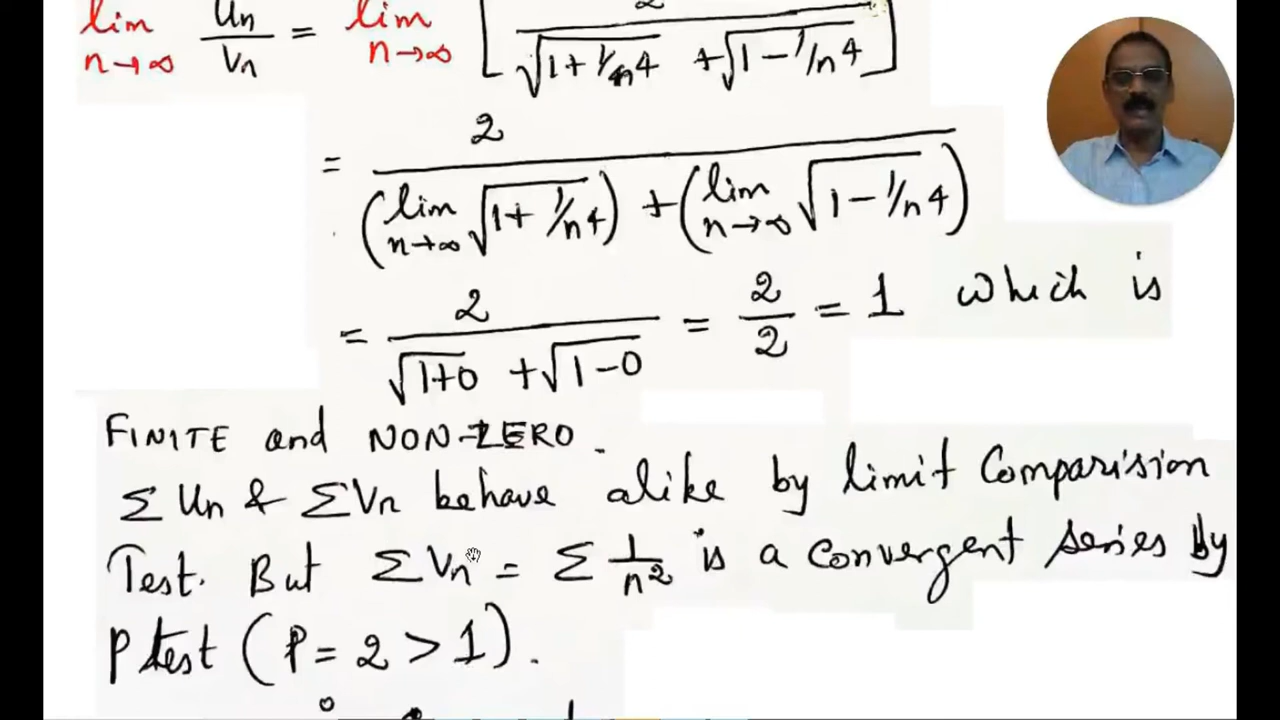 lim n→∞ Un/Vn = lim n→∞ [2/(√1+1/n4 +√1-1/n4)]
= 2/((lim n→∞ √1+1/n4) + (lim n→∞ √1-1/n4))
= 2/(√1+0 +√1-0) = 2/2 = 1 which is
FINITE and NON-ZERO.
Σ Un & ΣVn behave alike by limit Comparision
Test. But ΣVn = Σ 1/n² is a convergent series by
P test (P = 2 > 1).